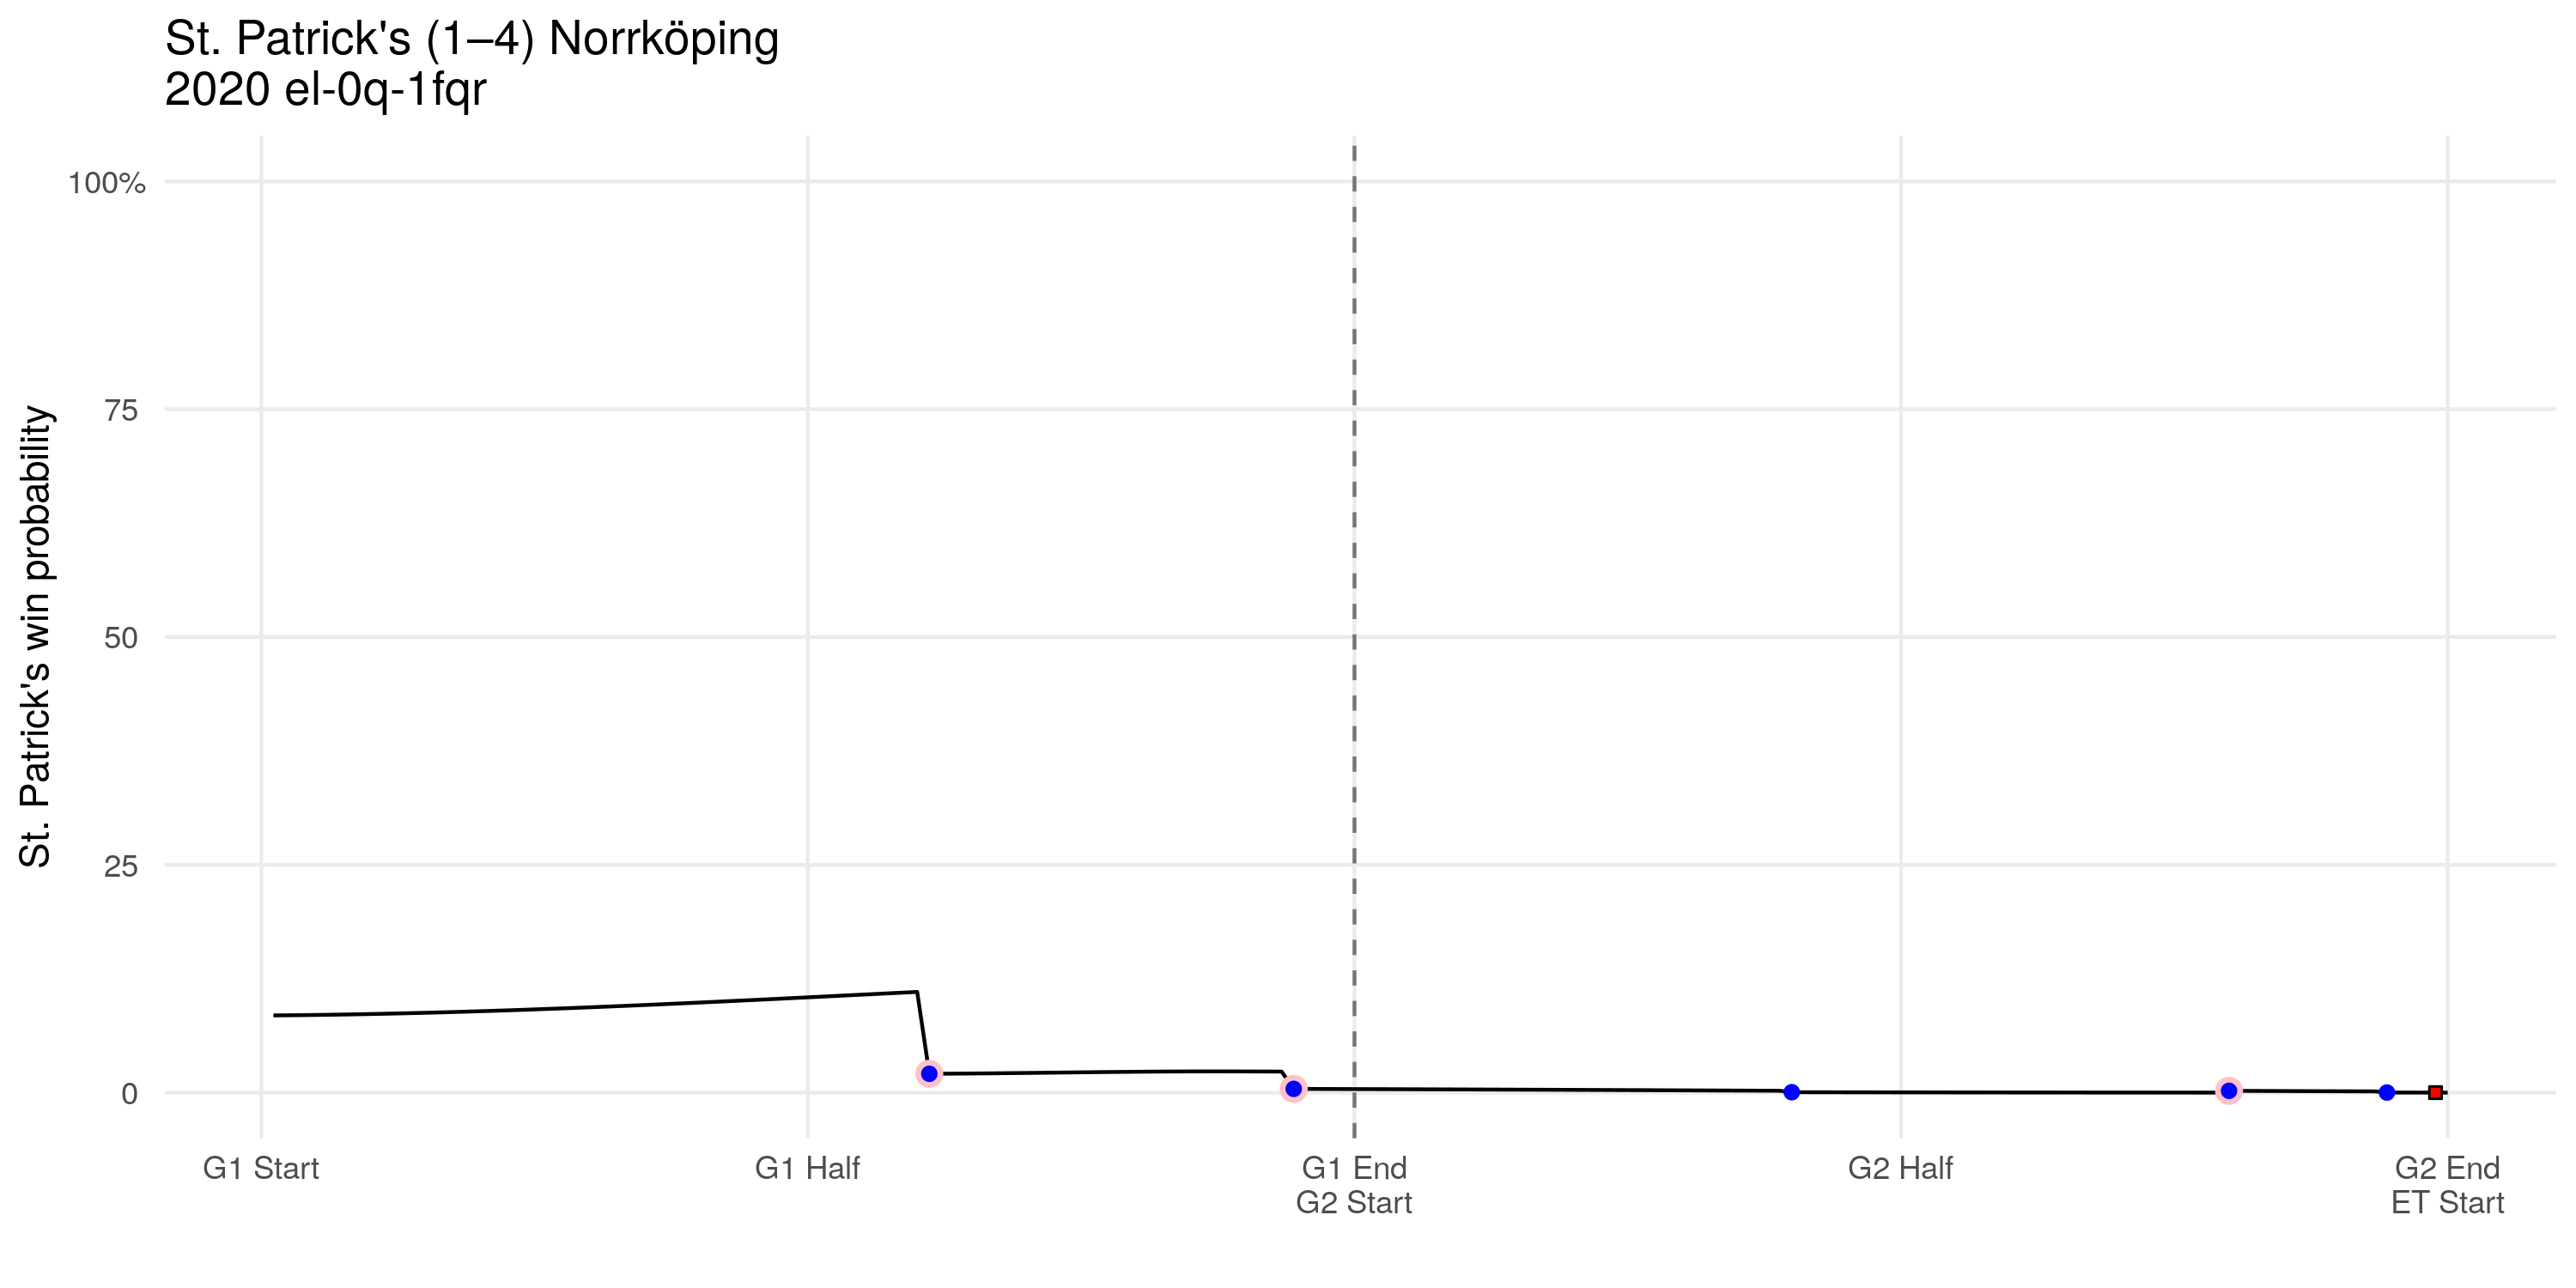 St. Patrick's (1–4) Norrköping
2020 el-0q-1fqr
St. Patrick's win probability
100%
75
50
25
0
G1 Start
G1 Half
G1 End
G2 Start
G2 Half
G2 End
ET Start